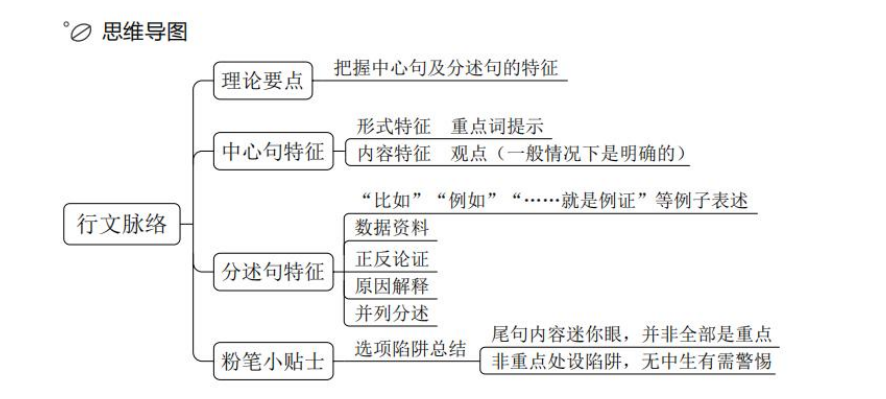 思维导图
理论要点
把握中心句及分述句的特征
中心句特征
形式特征 重点词提示
内容特征 观点（一般情况下是明确的）
行文脉络
分述句特征
“比如”“例如”“……就是例证”等例子表述
数据资料
正反论证
原因解释
并列分述
粉笔小贴士
选项陷阱总结
尾句内容迷你眼，并非全部是重点
非重点处设陷阱，无中生有需警惕